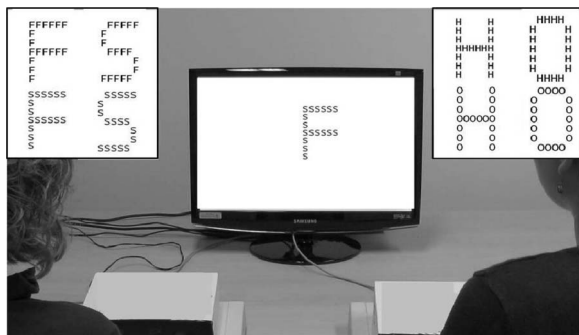 FFFFFF FFFFF
F F
F F
FFFFFF FFFF
F F
F F
F FFFFF
SSSSSS SSSSS
S S
S S
SSSSSS SSSS
S S
S S
S SSSSS
SSSSSS
S
S
SSSSSS
S
S
S
SAMSUNG
H H HHHH
H H H H
H H H H
HHHHHH H H
H H H H
H H H H
H H HHHH
O O OOOO
O O O O
O O O O
OOOOOO O O
O O O O
O O O O
O O OOOO